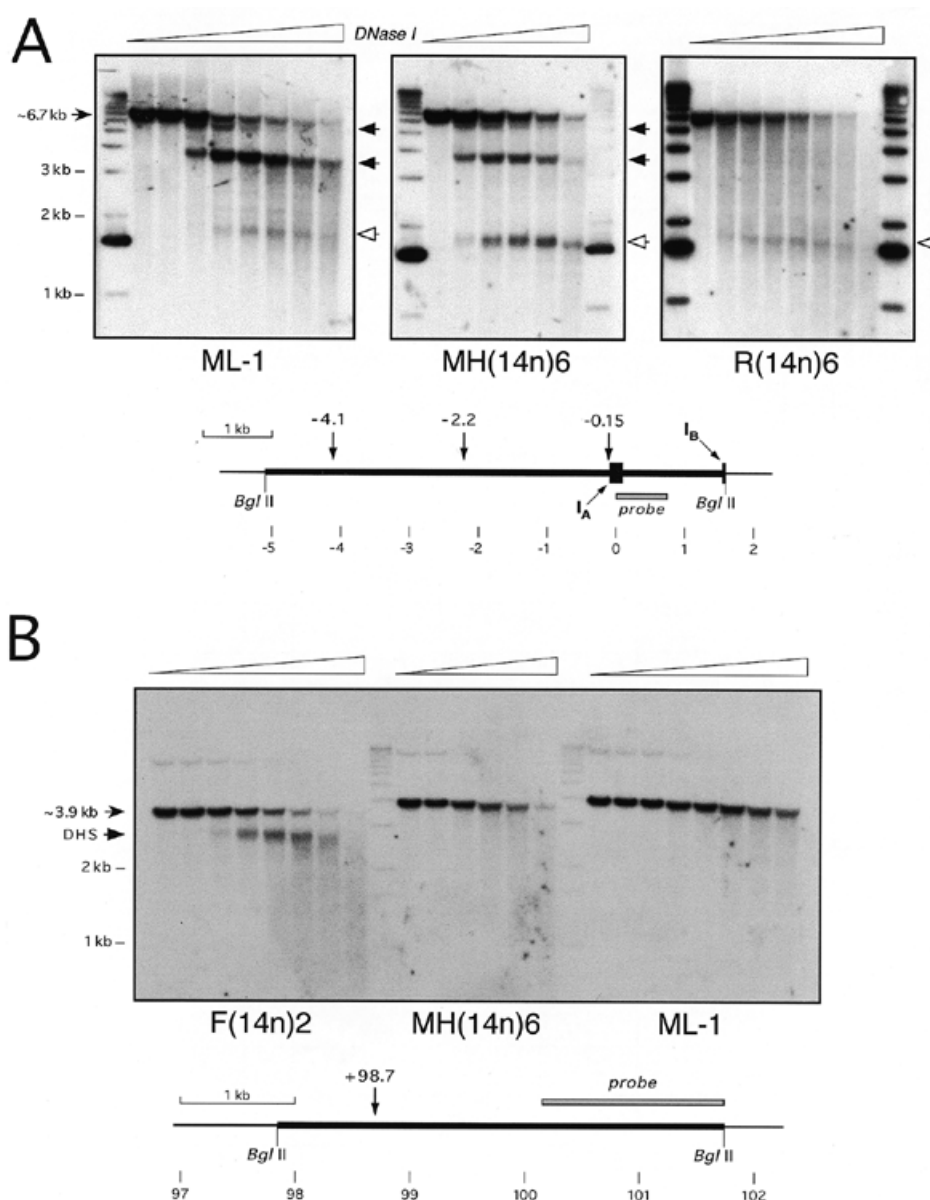 A
DNase I
~6.7 kb
3 kb
2 kb
1 kb
ML-1
MH(14n)6
R(14n)6
1 kb
-4.1
-2.2
-0.15
IB
Bgl II
IA
probe
Bgl II
-5
-4
-3
-2
-1
0
1
2
B
~3.9 kb
DHS
2 kb
1 kb
F(14n)2
MH(14n)6
ML-1
+98.7
probe
1 kb
Bgl II
Bgl II
97
98
99
100
101
102